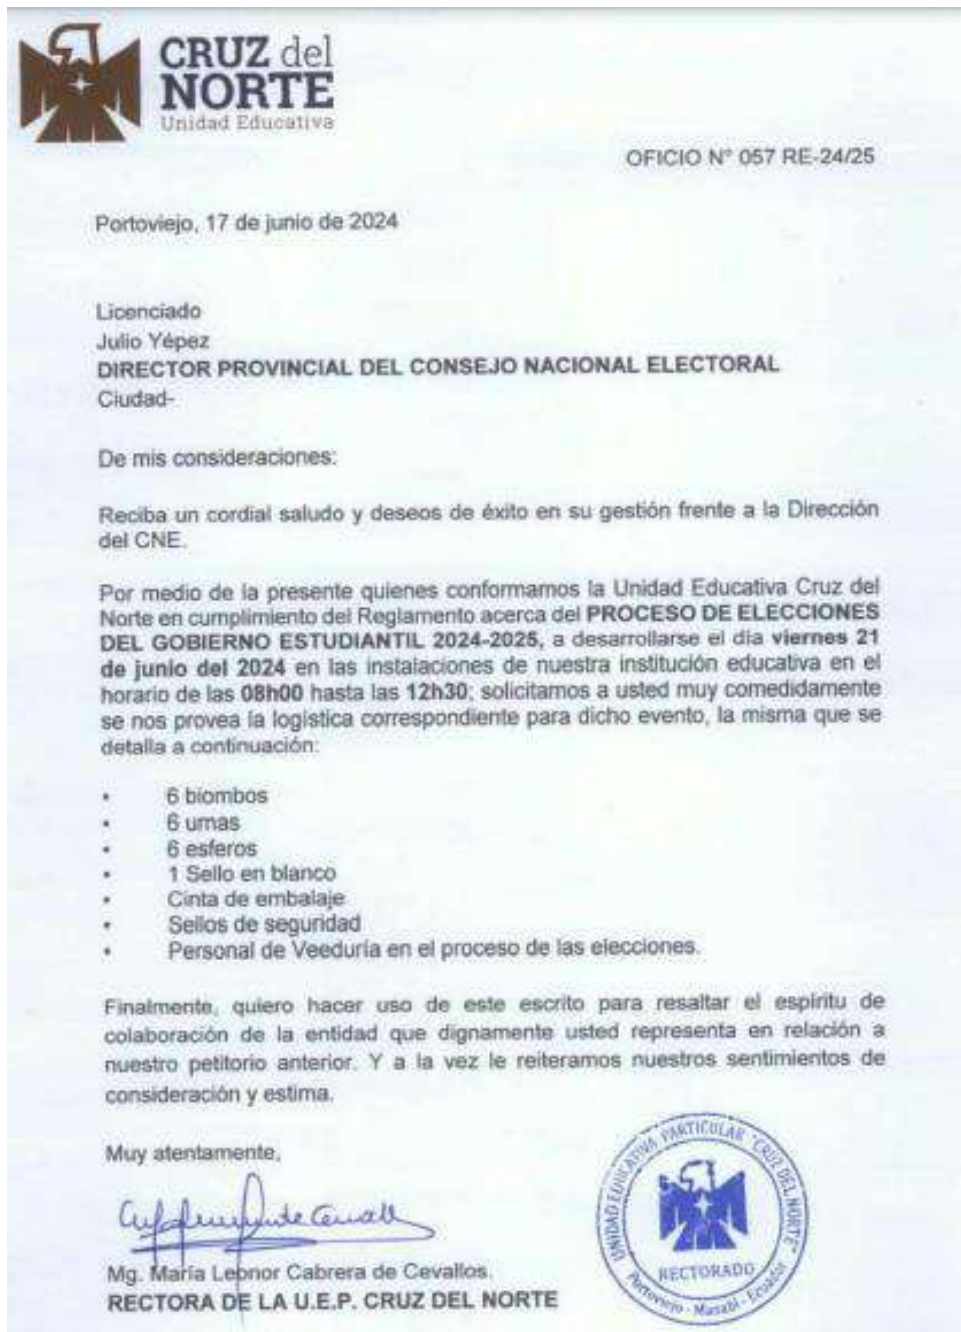 CRUZ del
NORTE
Unidad Educativa
OFICIO N° 057 RE-24/25
Portoviejo, 17 de junio de 2024
Licenciado
Julio Yépez
DIRECTOR PROVINCIAL DEL CONSEJO NACIONAL ELECTORAL
Ciudad-
De mis consideraciones:
Reciba un cordial saludo y deseos de éxito en su gestión frente a la Dirección
del CNE.
Por medio de la presente quienes conformamos la Unidad Educativa Cruz del
Norte en cumplimiento del Reglamento acerca del PROCESO DE ELECCIONES
DEL GOBIERNO ESTUDIANTIL 2024-2025, a desarrollarse el día viernes 21
de junio del 2024 en las instalaciones de nuestra institución educativa en el
horario de las 08h00 hasta las 12h30; solicitamos a usted muy comedidamente
se nos provea la logística correspondiente para dicho evento, la misma que se
detalla a continuación:
• 6 biombos
• 6 urnas
• 6 esferos
• 1 Sello en blanco
• Cinta de embalaje
• Sellos de seguridad
• Personal de Veeduría en el proceso de las elecciones.
Finalmente, quiero hacer uso de este escrito para resaltar el espíritu de
colaboración de la entidad que dignamente usted representa en relación a
nuestro petitorio anterior. Y a la vez le reiteramos nuestros sentimientos de
consideración y estima.
Muy atentamente,
Mg. María Leonor Cabrera de Cevallos.
RECTORA DE LA U.E.P. CRUZ DEL NORTE
UNIDAD EDUCATIVA PARTICULAR "CRUZ DEL NORTE"
RECTORADO
Portoviejo - Manabí - Ecuador